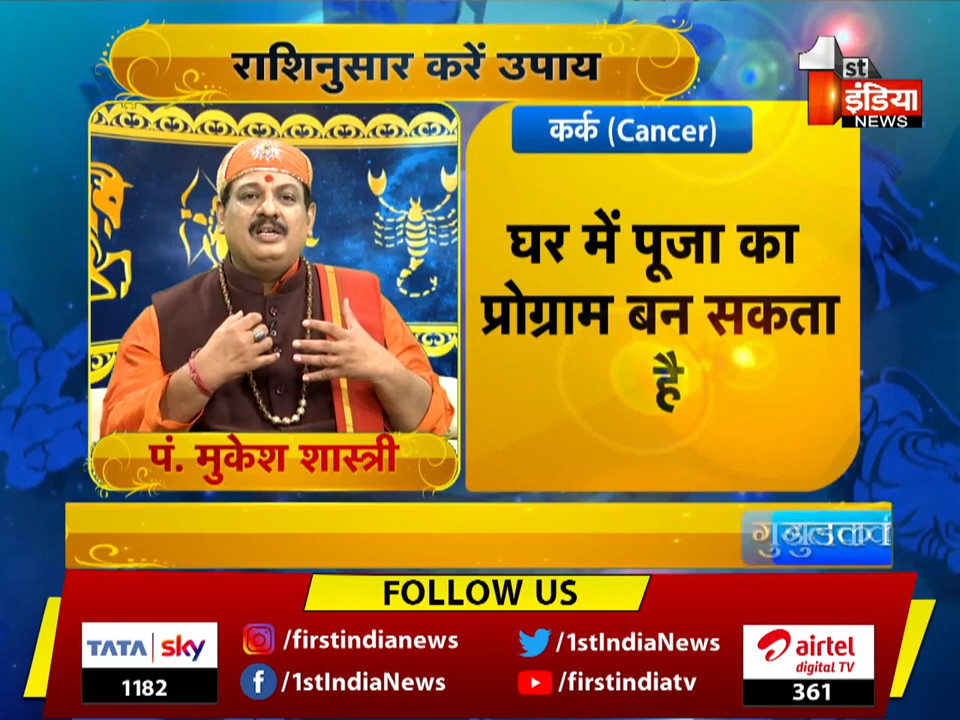 राशिनुसार करें उपाय
1st
इंडिया
NEWS
कर्क (Cancer)
घर में पूजा का
प्रोग्राम बन सकता
है
पं. मुकेश शास्त्री
FOLLOW US
TATA sky
1182
/firstindianews
/1stIndiaNews
/1stIndiaNews
/firstindiatv
airtel
digital TV
361